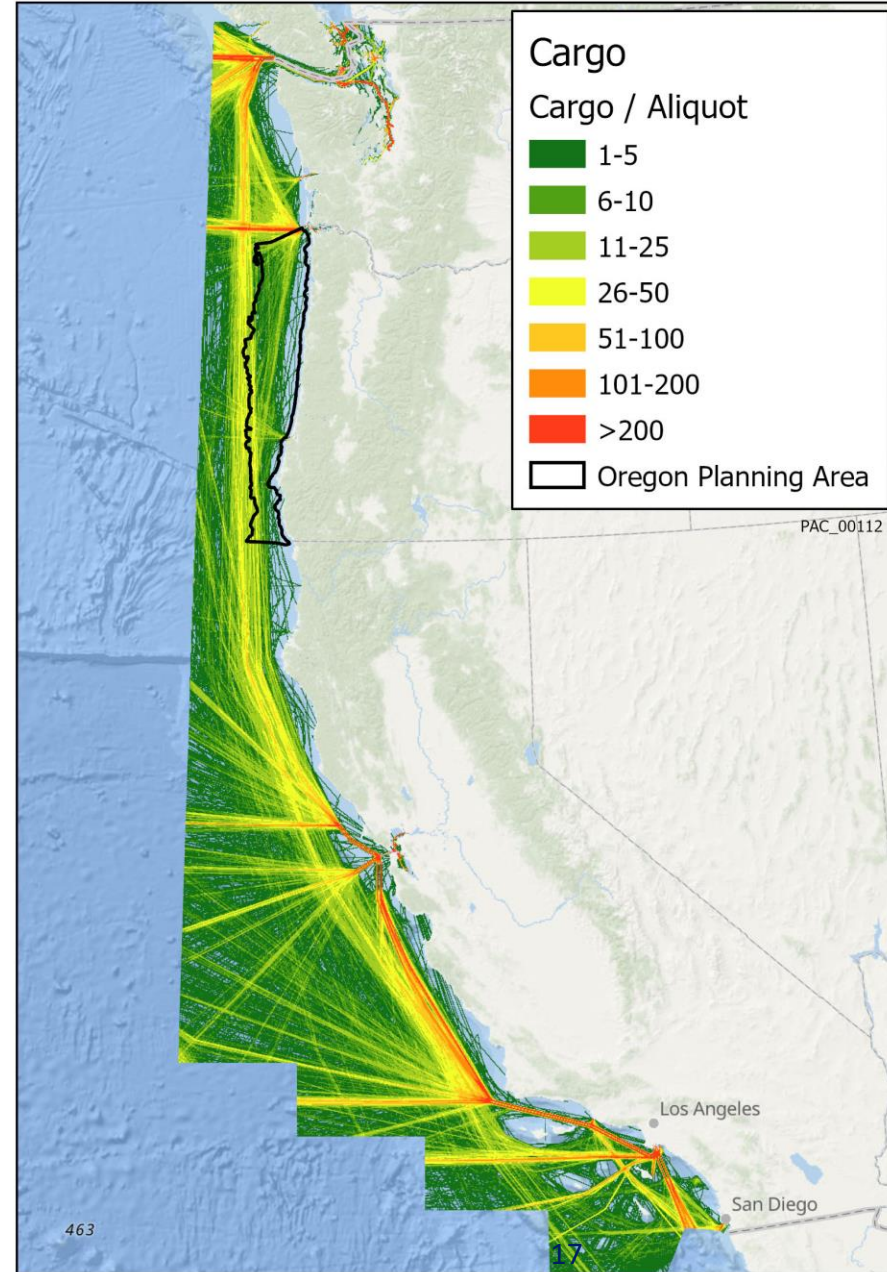 Cargo
Cargo / Aliquot
1-5
6-10
11-25
26-50
51-100
101-200
>200
Oregon Planning Area
PAC_00112
Los Angeles
San Diego
463
17